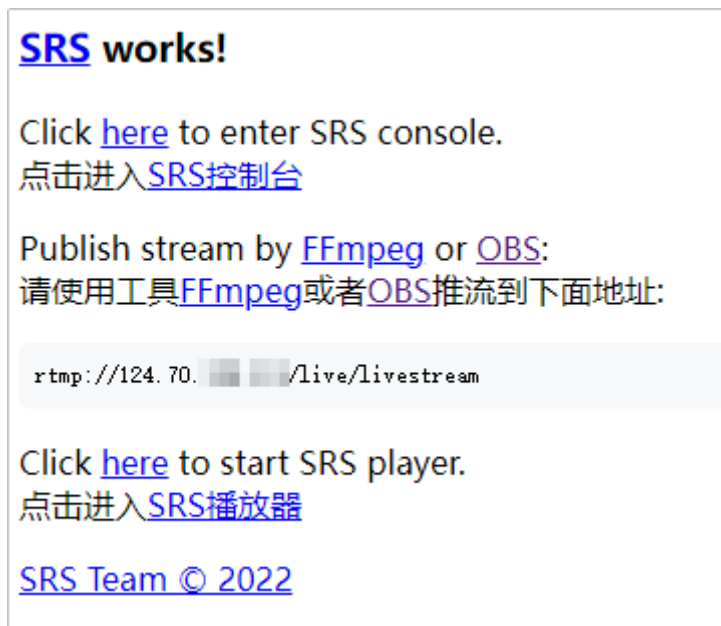 SRS works!
Click here to enter SRS console.
点击进入SRS控制台
Publish stream by FFmpeg or OBS:
请使用工具FFmpeg或者OBS推流到下面地址:
rtmp://124.70. /live/livestream
Click here to start SRS player.
点击进入SRS播放器
SRS Team © 2022